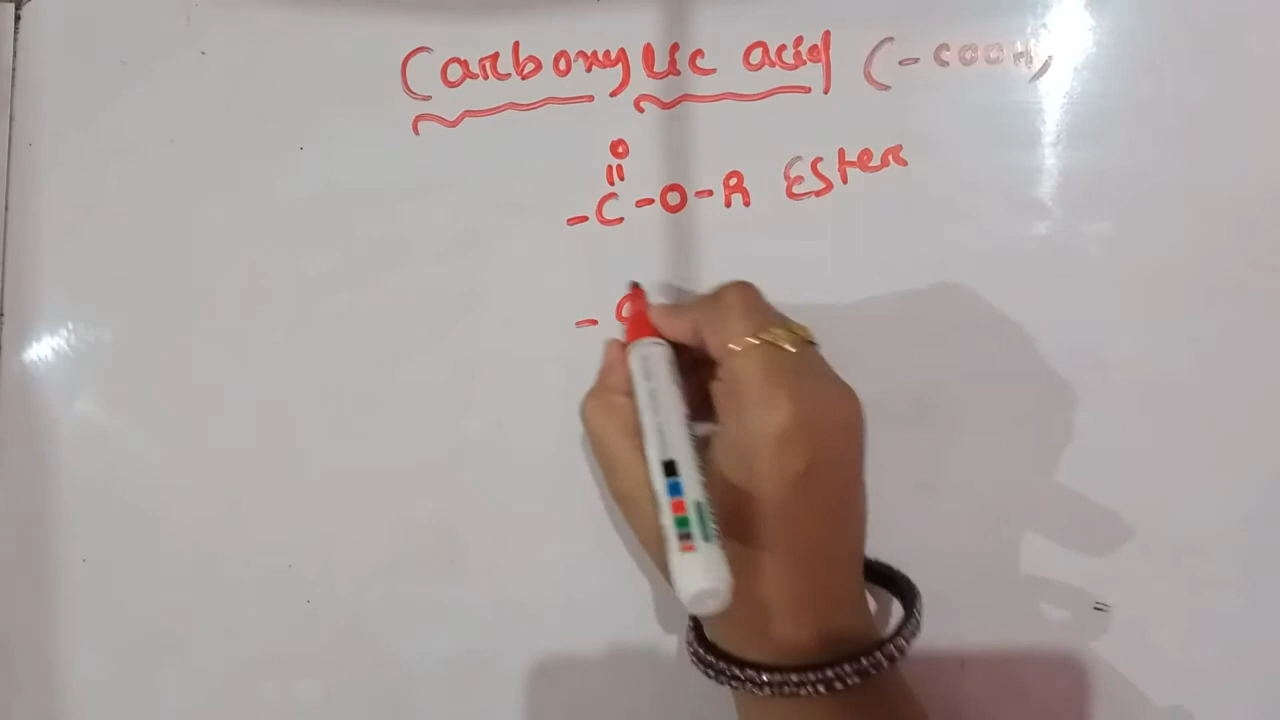 Carboxylic acid (-COOH)
O
||
-C-O-R Ester
- C